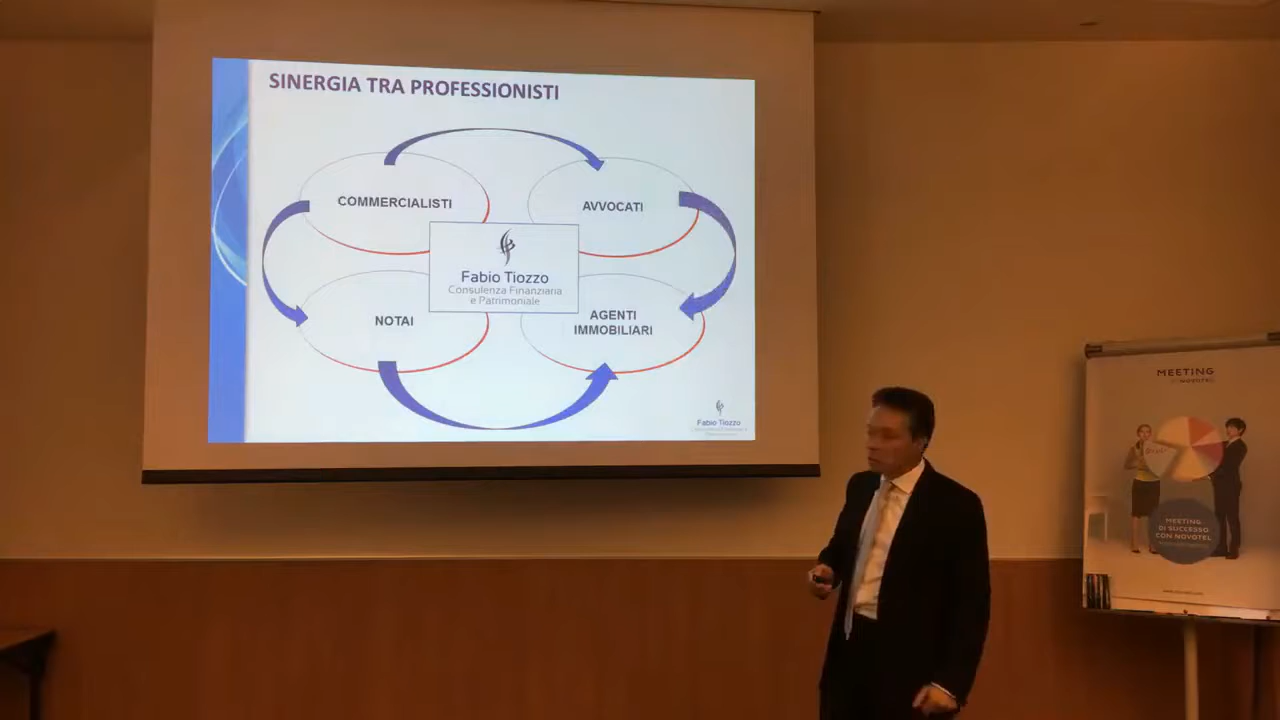 SINERGIA TRA PROFESSIONISTI
COMMERCIALISTI
AVVOCATI
Fabio Tiozzo
Consulenza Finanziaria
e Patrimoniale
NOTAI
AGENTI
IMMOBILIARI
Fabio Tiozzo
MEETING
MEETING
DI SUCCESSO
CON NOVOTEL